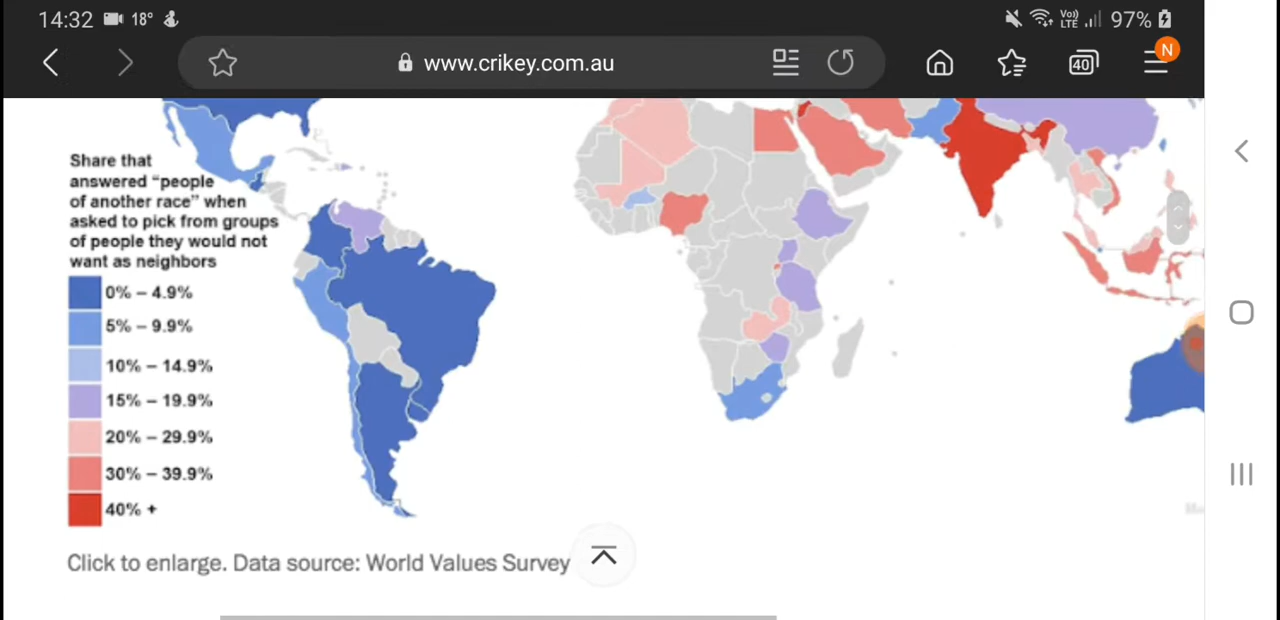 14:32 18°
Vo))
LTE
97%
www.crikey.com.au
40
N
Share that
answered “people
of another race” when
asked to pick from groups
of people they would not
want as neighbors
0% – 4.9%
5% – 9.9%
10% – 14.9%
15% – 19.9%
20% – 29.9%
30% – 39.9%
40% +
Click to enlarge. Data source: World Values Survey